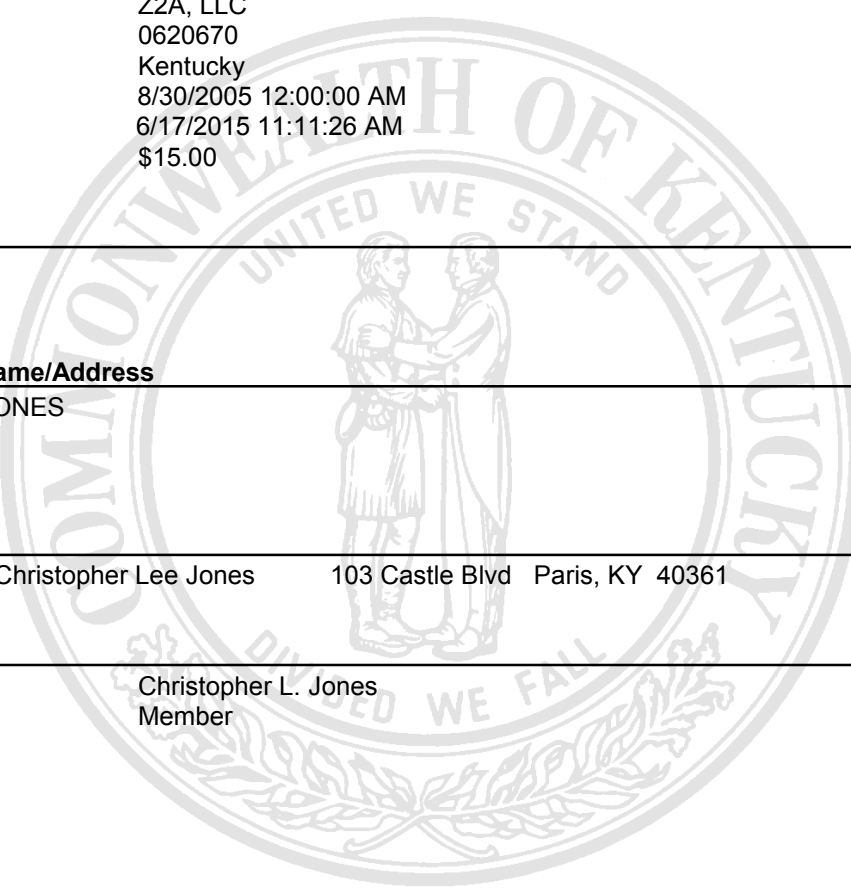 Z2A, LLC
0620670
Kentucky
8/30/2005 12:00:00 AM
6/17/2015 11:11:26 AM
$15.00
COMMONWEALTH OF KENTUCKY
UNITED WE STAND
ame/Address
ONES
Christopher Lee Jones 103 Castle Blvd Paris, KY 40361
DIVIDED WE FALL
Christopher L. Jones
Member